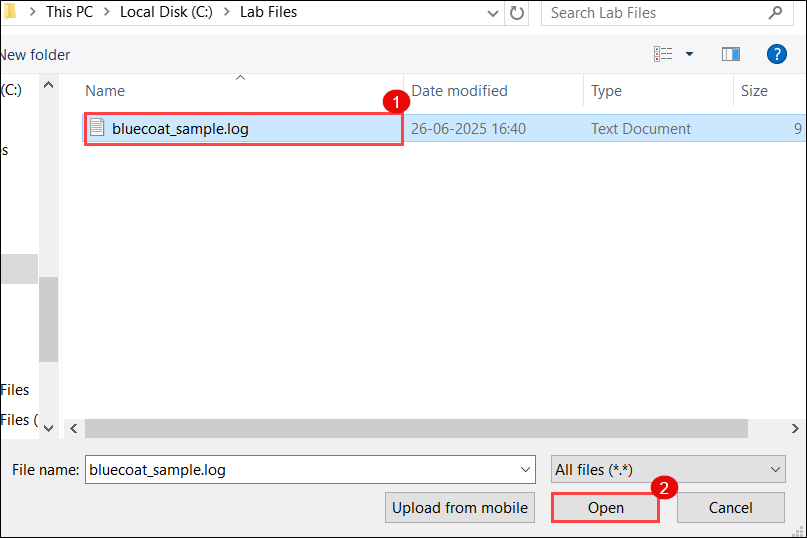 This PC > Local Disk (C:) > Lab Files
Search Lab Files
New folder
?
(C:)
s
Files
Files (
Name
Date modified
Type
Size
1
bluecoat_sample.log
26-06-2025 16:40
Text Document
9
File name:
bluecoat_sample.log
All files (*.*)
2
Upload from mobile
Open
Cancel